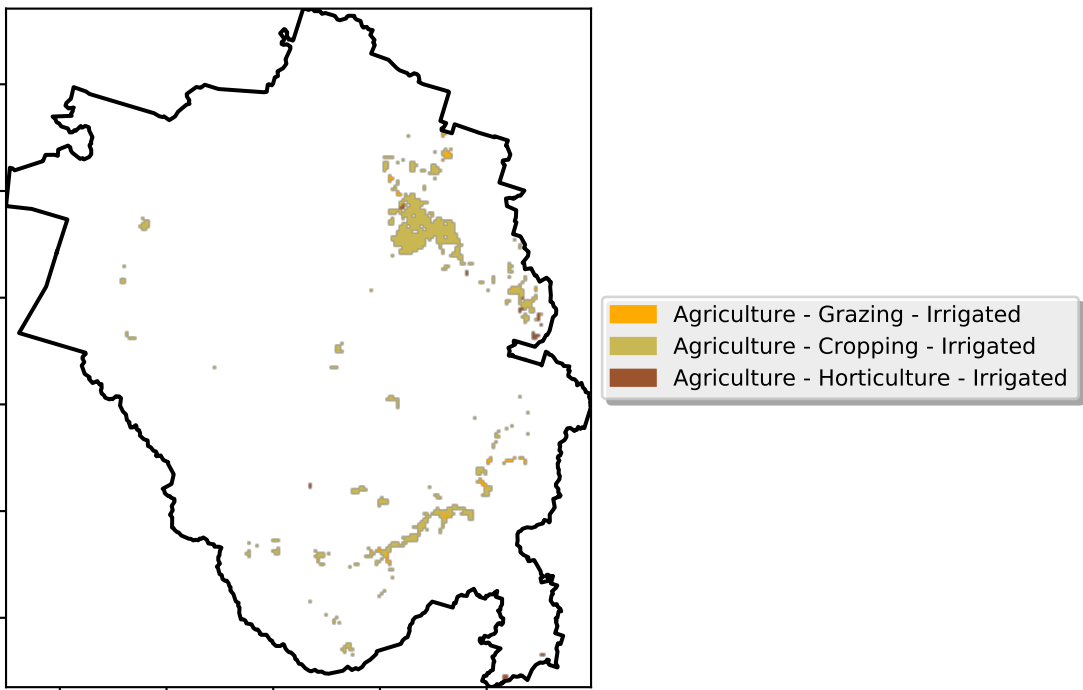 Agriculture - Grazing - Irrigated
Agriculture - Cropping - Irrigated
Agriculture - Horticulture - Irrigated